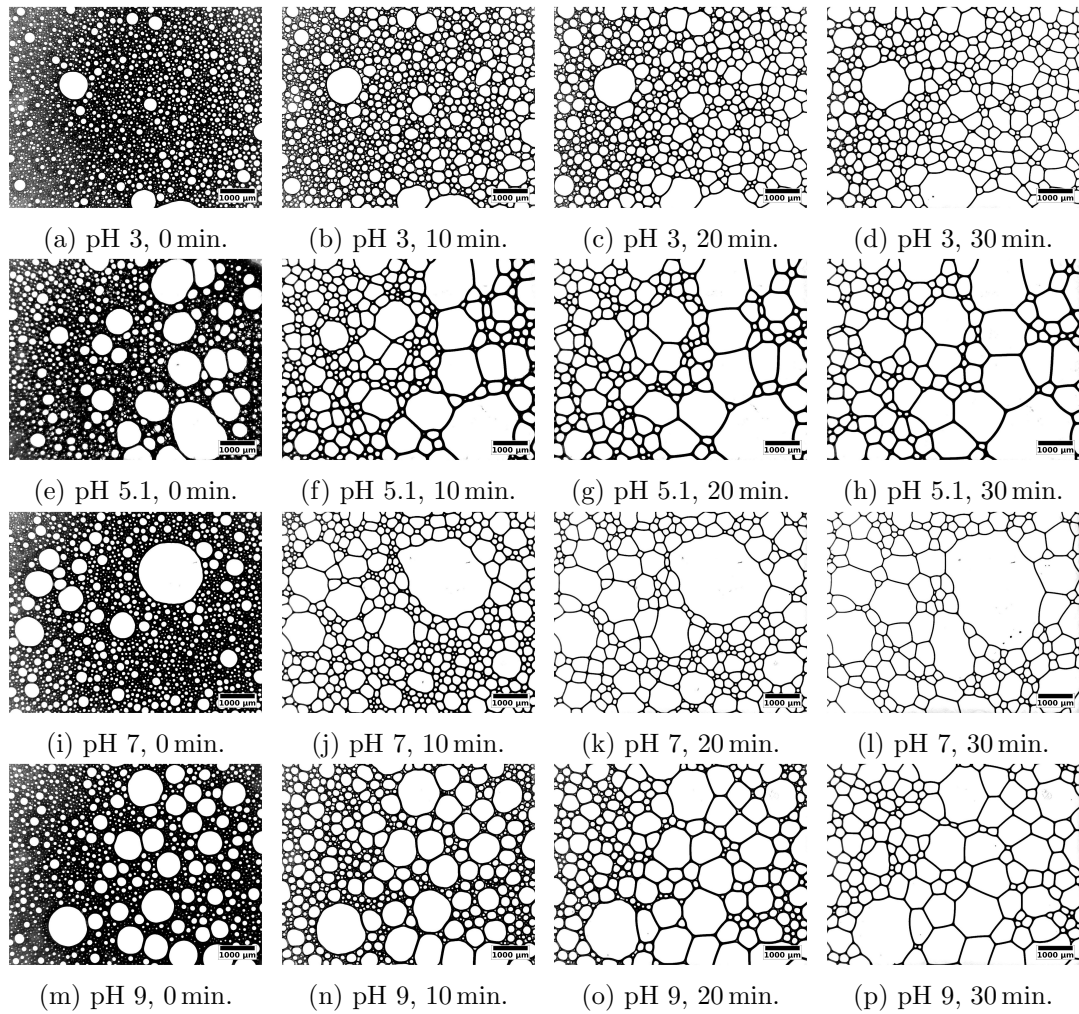 1000 µm 1000 µm 1000 µm 1000 µm
(a) pH 3, 0 min. (b) pH 3, 10 min. (c) pH 3, 20 min. (d) pH 3, 30 min.
1000 µm 1000 µm 1000 µm 1000 µm
(e) pH 5.1, 0 min. (f) pH 5.1, 10 min. (g) pH 5.1, 20 min. (h) pH 5.1, 30 min.
1000 µm 1000 µm 1000 µm 1000 µm
(i) pH 7, 0 min. (j) pH 7, 10 min. (k) pH 7, 20 min. (l) pH 7, 30 min.
1000 µm 1000 µm 1000 µm 1000 µm
(m) pH 9, 0 min. (n) pH 9, 10 min. (o) pH 9, 20 min. (p) pH 9, 30 min.